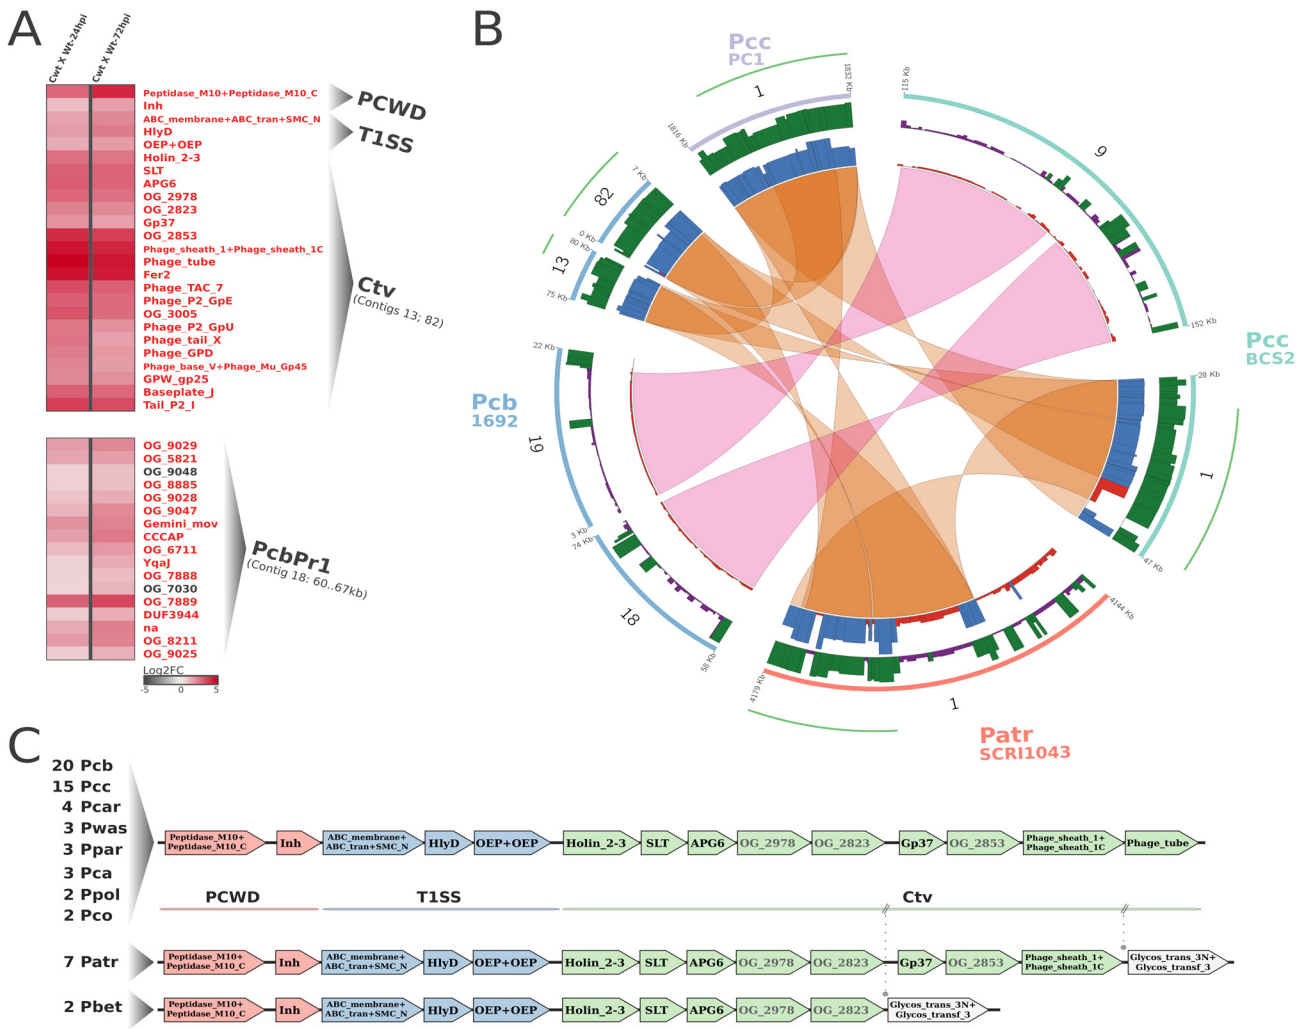 A
Cwt X Wt-24hpi
Cwt X Wt-72hpi
Peptidase_M10+Peptidase_M10_C
Inh
ABC_membrane+ABC_tran+SMC_N
HlyD
OEP+OEP
Holin_2-3
SLT
APG6
OG_2978
OG_2823
Gp37
OG_2853
Phage_sheath_1+Phage_sheath_1C
Phage_tube
Fer2
Phage_TAC_7
Phage_P2_GpE
OG_3005
Phage_P2_GpU
Phage_tail_X
Phage_GPD
Phage_base_V+Phage_Mu_Gp45
GPW_gp25
Baseplate_J
Tail_P2_I
PCWD
T1SS
Ctv
(Contigs 13; 82)
OG_9029
OG_5821
OG_9048
OG_8885
OG_9028
OG_9047
Gemini_mov
CCCAP
OG_6711
YqaJ
OG_7888
OG_7030
OG_7889
DUF3944
na
OG_8211
OG_9025
PcbPr1
(Contig 18: 60..67kb)
Log2FC
-5
0
5
B
Pcc
PC1
1
1816 Kb
1832 Kb
115 Kb
9
152 Kb
Pcc
BCS2
28 Kb
1
47 Kb
4144 Kb
1
4179 Kb
Patr
SCRI1043
58 Kb
18
74 Kb
3 Kb
19
22 Kb
Pcb
1692
75 Kb
13
80 Kb
0 Kb
82
7 Kb
C
20 Pcb
15 Pcc
4 Pcar
3 Pwas
3 Ppar
3 Pca
2 Ppol
2 Pco
Peptidase_M10+
Peptidase_M10_C
Inh
ABC_membrane+
ABC_tran+SMC_N
HlyD
OEP+OEP
Holin_2-3
SLT
APG6
OG_2978
OG_2823
Gp37
OG_2853
Phage_sheath_1+
Phage_sheath_1C
Phage_tube
PCWD
T1SS
Ctv
7 Patr
Peptidase_M10+
Peptidase_M10_C
Inh
ABC_membrane+
ABC_tran+SMC_N
HlyD
OEP+OEP
Holin_2-3
SLT
APG6
OG_2978
OG_2823
Gp37
OG_2853
Phage_sheath_1+
Phage_sheath_1C
Glycos_trans_3N+
Glycos_transf_3
2 Pbet
Peptidase_M10+
Peptidase_M10_C
Inh
ABC_membrane+
ABC_tran+SMC_N
HlyD
OEP+OEP
Holin_2-3
SLT
APG6
OG_2978
OG_2823
Glycos_trans_3N+
Glycos_transf_3